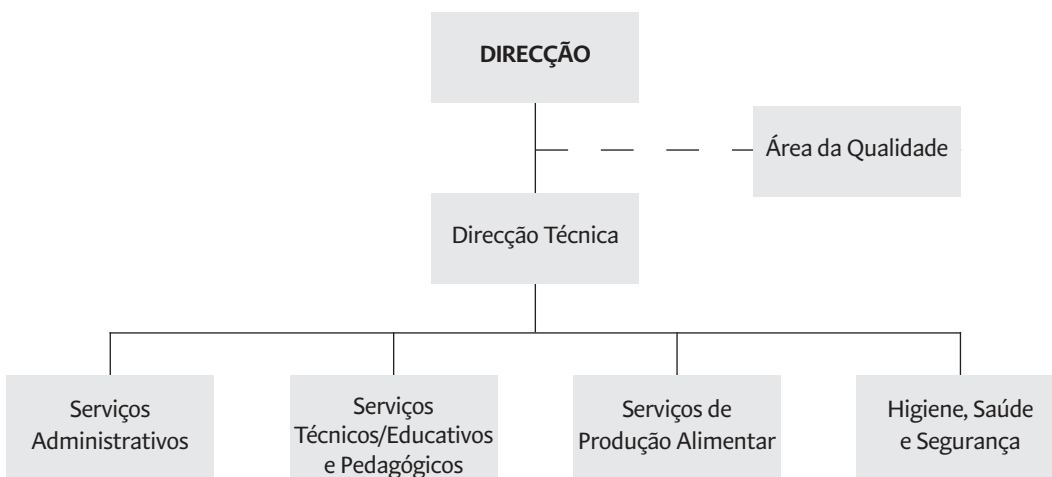 DIRECÇÃO
Área da Qualidade
Direcção Técnica
Serviços
Administrativos
Serviços
Técnicos/Educativos
e Pedagógicos
Serviços de
Produção Alimentar
Higiene, Saúde
e Segurança